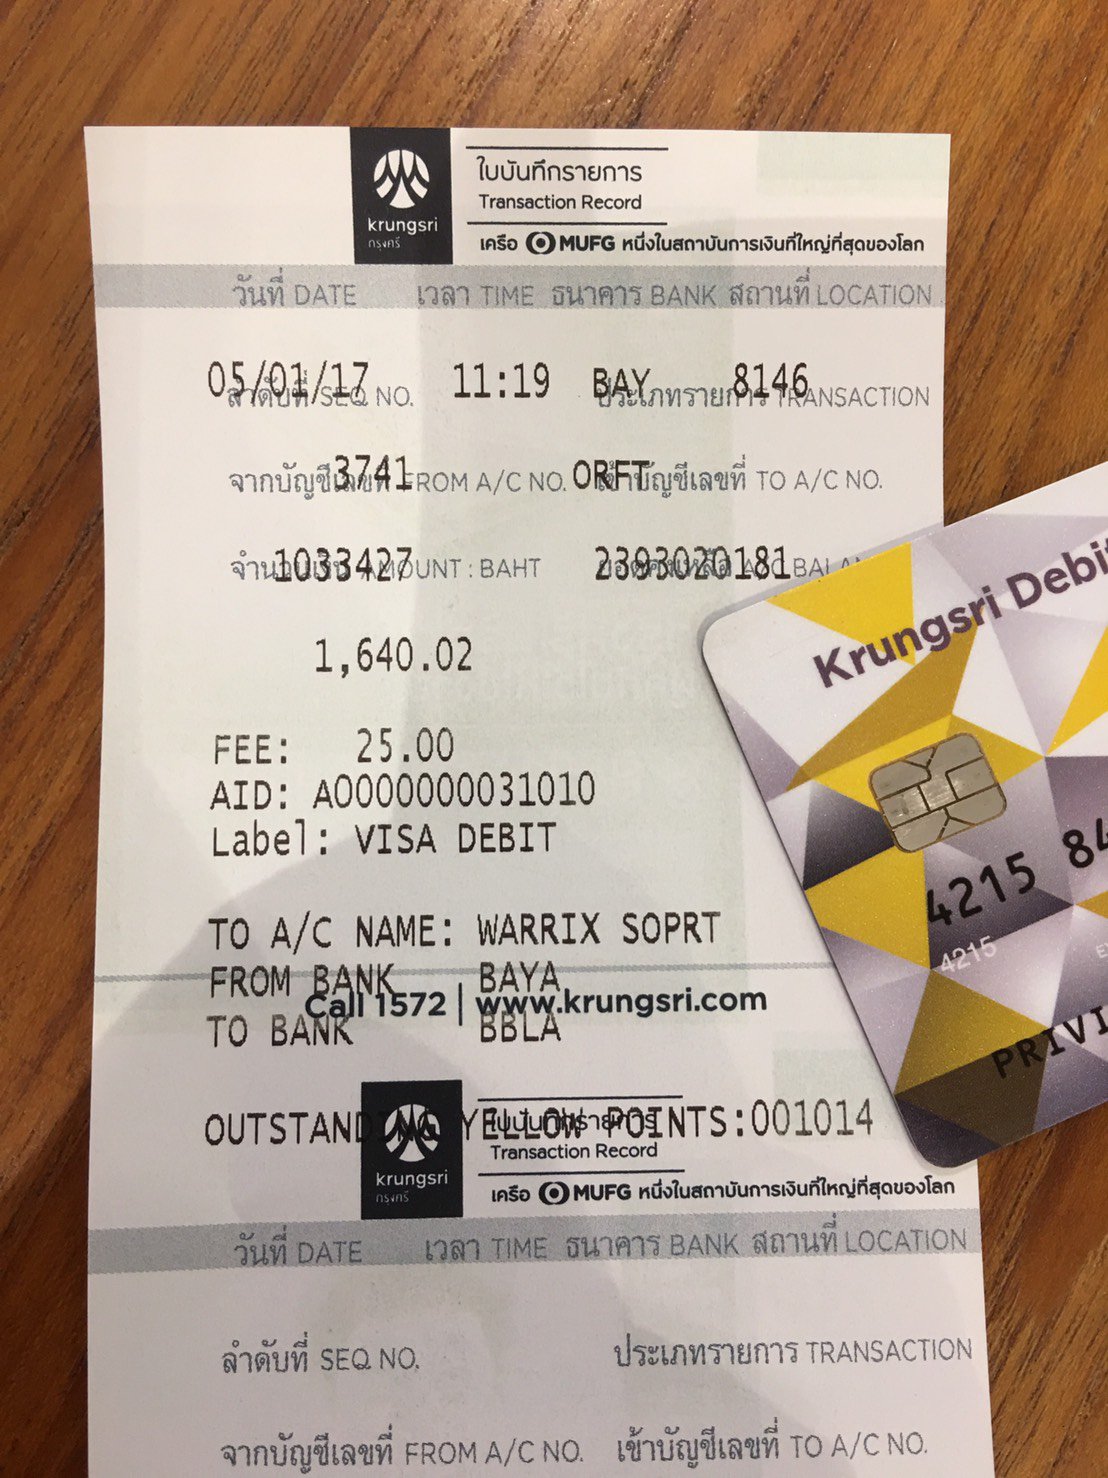 krungsri
กรุงศรี
ใบบันทึกรายการ
Transaction Record
เครือ MUFG หนึ่งในสถาบันการเงินที่ใหญ่ที่สุดของโลก
วันที่ DATE เวลา TIME ธนาคาร BANK สถานที่ LOCATION
05/01/17 11:19 BAY 8146
ลำดับที่ SEQ NO. ประเภทรายการ TRANSACTION
3741 ORFT
จากบัญชีเลขที่ FROM A/C NO. เข้าบัญชีเลขที่ TO A/C NO.
1033427 2393020181
จำนวนเงิน AMOUNT : BAHT ยอดคงเหลือ A/C
1,640.02
FEE: 25.00
AID: A0000000031010
Label: VISA DEBIT
TO A/C NAME: WARRIX SOPRT
FROM BANK BAYA
Call 1572 | www.krungsri.com
TO BANK BBLA
OUTSTANDING YELLOW POINTS:001014
krungsri
กรุงศรี
ใบบันทึกรายการ
Transaction Record
เครือ MUFG หนึ่งในสถาบันการเงินที่ใหญ่ที่สุดของโลก
วันที่ DATE เวลา TIME ธนาคาร BANK สถานที่ LOCATION
ลำดับที่ SEQ NO. ประเภทรายการ TRANSACTION
จากบัญชีเลขที่ FROM A/C NO. เข้าบัญชีเลขที่ TO A/C NO.
Krungsri Debit
4215 84
4215
PRIVI